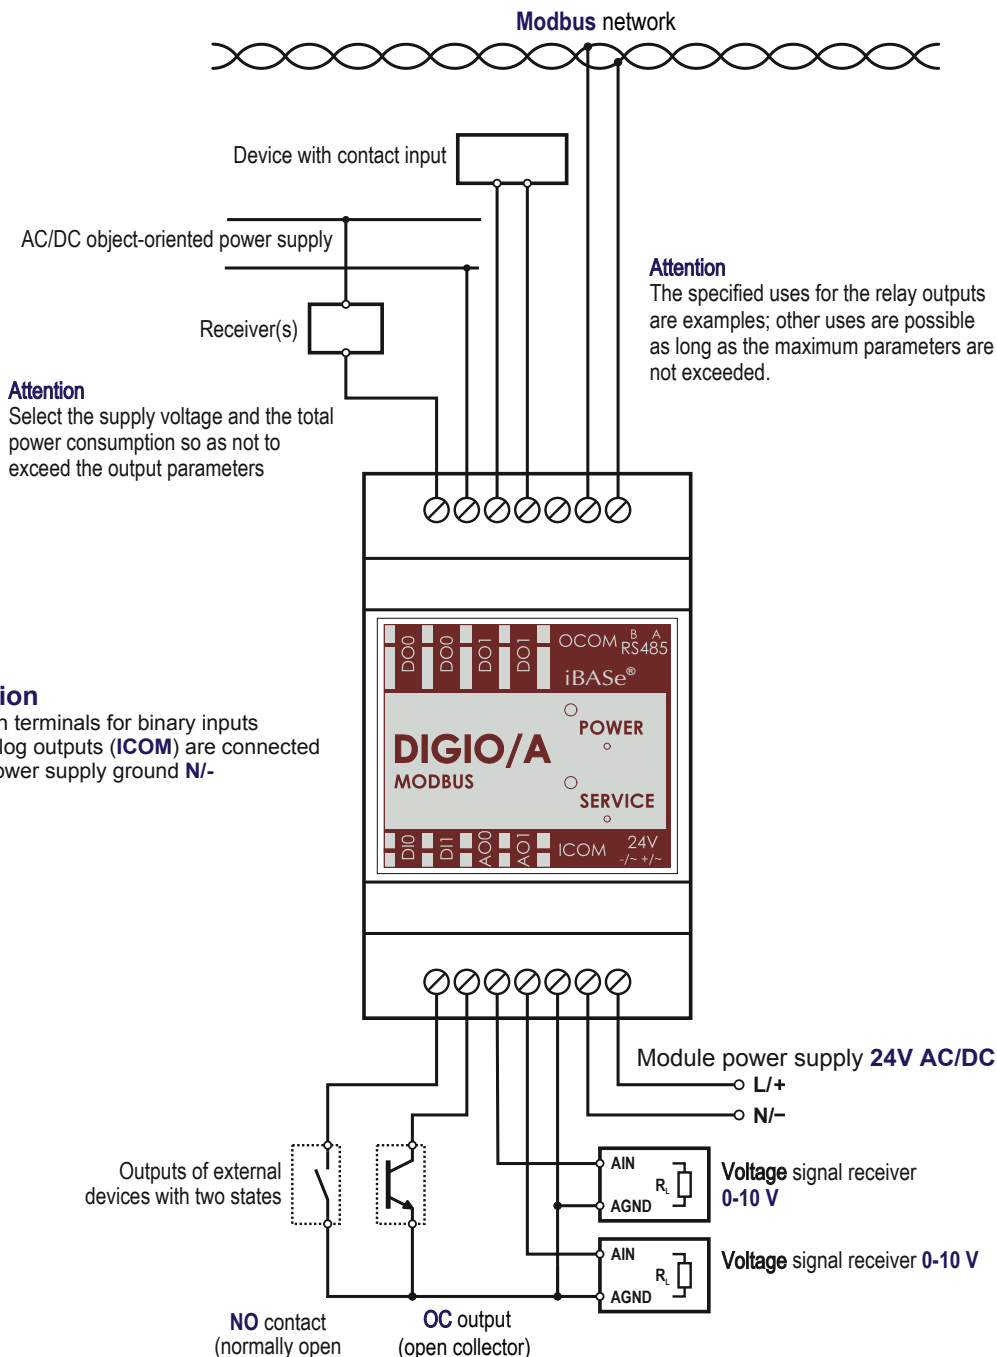 Modbus network
Device with contact input
AC/DC object-oriented power supply
Receiver(s)
Attention
The specified uses for the relay outputs
are examples; other uses are possible
as long as the maximum parameters are
not exceeded.
Attention
Select the supply voltage and the total
power consumption so as not to
exceed the output parameters
DO0 DO0 DO1 DO1 OCOM B A
RS485
iBASe®
POWER
DIGIO/A
MODBUS
SERVICE
DI0 DI1 AO0 AO1 ICOM 24V
-/~ +/~
terminals for binary inputs
outputs (ICOM) are connected
power supply ground N/-
Module power supply 24V AC/DC
L/+
N/–
Outputs of external
devices with two states
AIN
RL
AGND
Voltage signal receiver
0-10 V
AIN
RL
AGND
Voltage signal receiver 0-10 V
NO contact
(normally open
OC output
(open collector)